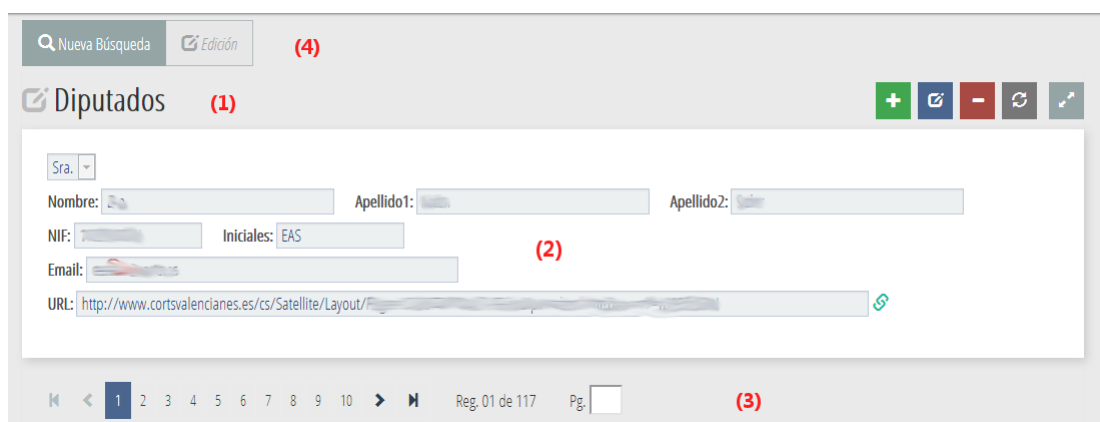 Nueva Búsqueda Edición (4)
Diputados (1)
Sra.
Nombre: Apellido1: Apellido2:
NIF: Iniciales: EAS
(2)
Email:
URL: http://www.cortsvalencianes.es/cs/Satellite/Layout/
1 2 3 4 5 6 7 8 9 10 Reg. 01 de 117 Pg. (3)